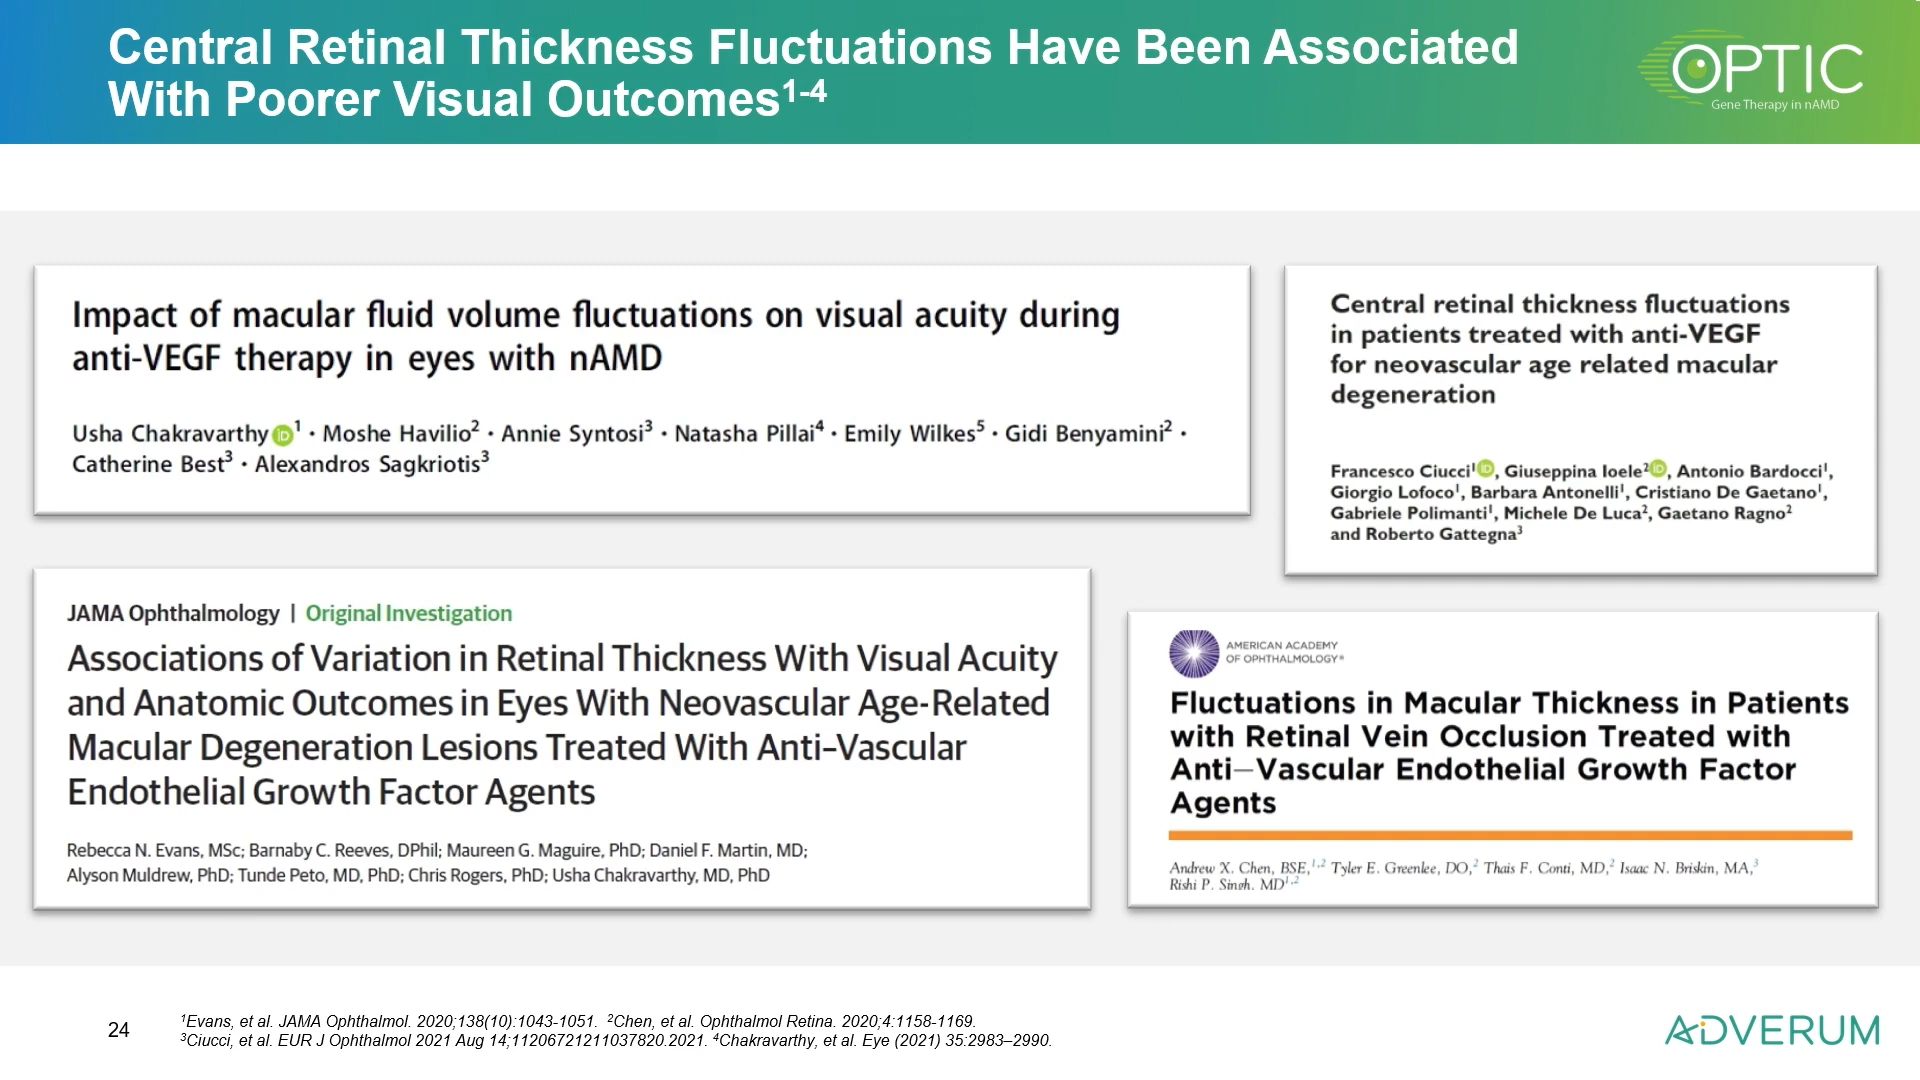 Central Retinal Thickness Fluctuations Have Been Associated
With Poorer Visual Outcomes1-4
OPTIC
Gene Therapy in nAMD
Impact of macular fluid volume fluctuations on visual acuity during
anti-VEGF therapy in eyes with nAMD
Usha Chakravarthy iD 1 · Moshe Havilio2 · Annie Syntosi3 · Natasha Pillai4 · Emily Wilkes5 · Gidi Benyamini2 ·
Catherine Best3 · Alexandros Sagkriotis3
Central retinal thickness fluctuations
in patients treated with anti-VEGF
for neovascular age related macular
degeneration
Francesco Ciucci1 iD, Giuseppina Ioele2 iD, Antonio Bardocci1,
Giorgio Lofoco1, Barbara Antonelli1, Cristiano De Gaetano1,
Gabriele Polimanti1, Michele De Luca2, Gaetano Ragno2
and Roberto Gattegna3
JAMA Ophthalmology | Original Investigation
Associations of Variation in Retinal Thickness With Visual Acuity
and Anatomic Outcomes in Eyes With Neovascular Age-Related
Macular Degeneration Lesions Treated With Anti–Vascular
Endothelial Growth Factor Agents
Rebecca N. Evans, MSc; Barnaby C. Reeves, DPhil; Maureen G. Maguire, PhD; Daniel F. Martin, MD;
Alyson Muldrew, PhD; Tunde Peto, MD, PhD; Chris Rogers, PhD; Usha Chakravarthy, MD, PhD
AMERICAN ACADEMY
OF OPHTHALMOLOGY®
Fluctuations in Macular Thickness in Patients
with Retinal Vein Occlusion Treated with
Anti–Vascular Endothelial Growth Factor
Agents
Andrew X. Chen, BSE,1,2 Tyler E. Greenlee, DO,2 Thais F. Conti, MD,2 Isaac N. Briskin, MA,3
Rishi P. Singh, MD1,2
24
1Evans, et al. JAMA Ophthalmol. 2020;138(10):1043-1051. 2Chen, et al. Ophthalmol Retina. 2020;4:1158-1169.
3Ciucci, et al. EUR J Ophthalmol 2021 Aug 14;11206721211037820.2021. 4Chakravarthy, et al. Eye (2021) 35:2983–2990.
ADVERUM